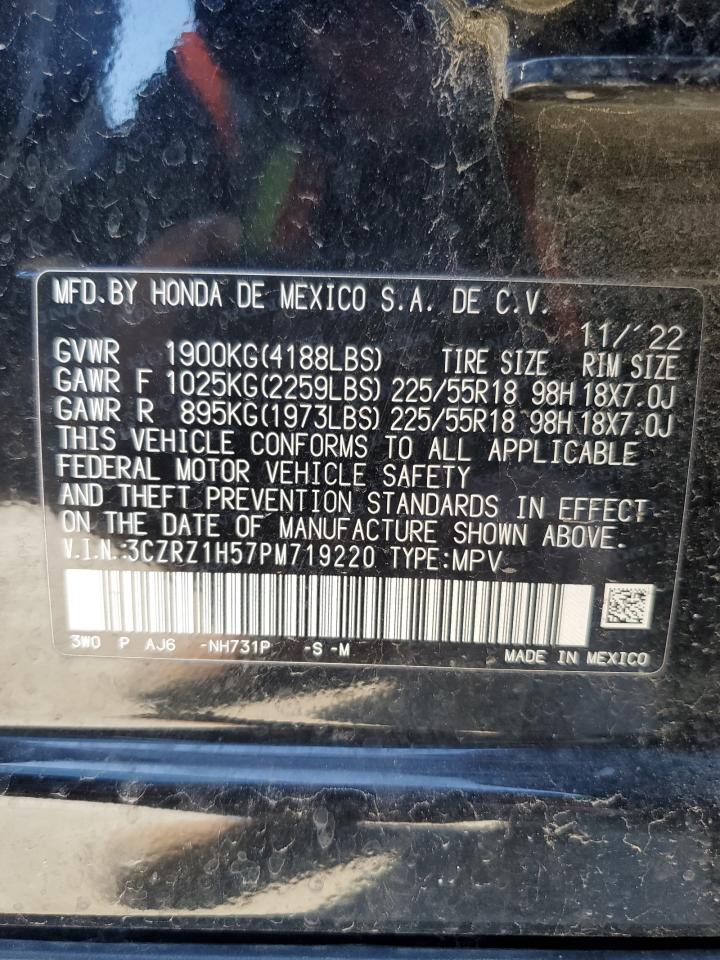 MFD.BY HONDA DE MEXICO S.A. DE C.V.
11/'22
GVWR 1900KG(4188LBS) TIRE SIZE RIM SIZE
GAWR F 1025KG(2259LBS) 225/55R18 98H 18X7.0J
GAWR R 895KG(1973LBS) 225/55R18 98H 18X7.0J
THIS VEHICLE CONFORMS TO ALL APPLICABLE
FEDERAL MOTOR VEHICLE SAFETY
AND THEFT PREVENTION STANDARDS IN EFFECT
ON THE DATE OF MANUFACTURE SHOWN ABOVE.
V.I.N.:3CZRZ1H57PM719220 TYPE:MPV
3W0 P AJ6 -NH731P -S -M
MADE IN MEXICO